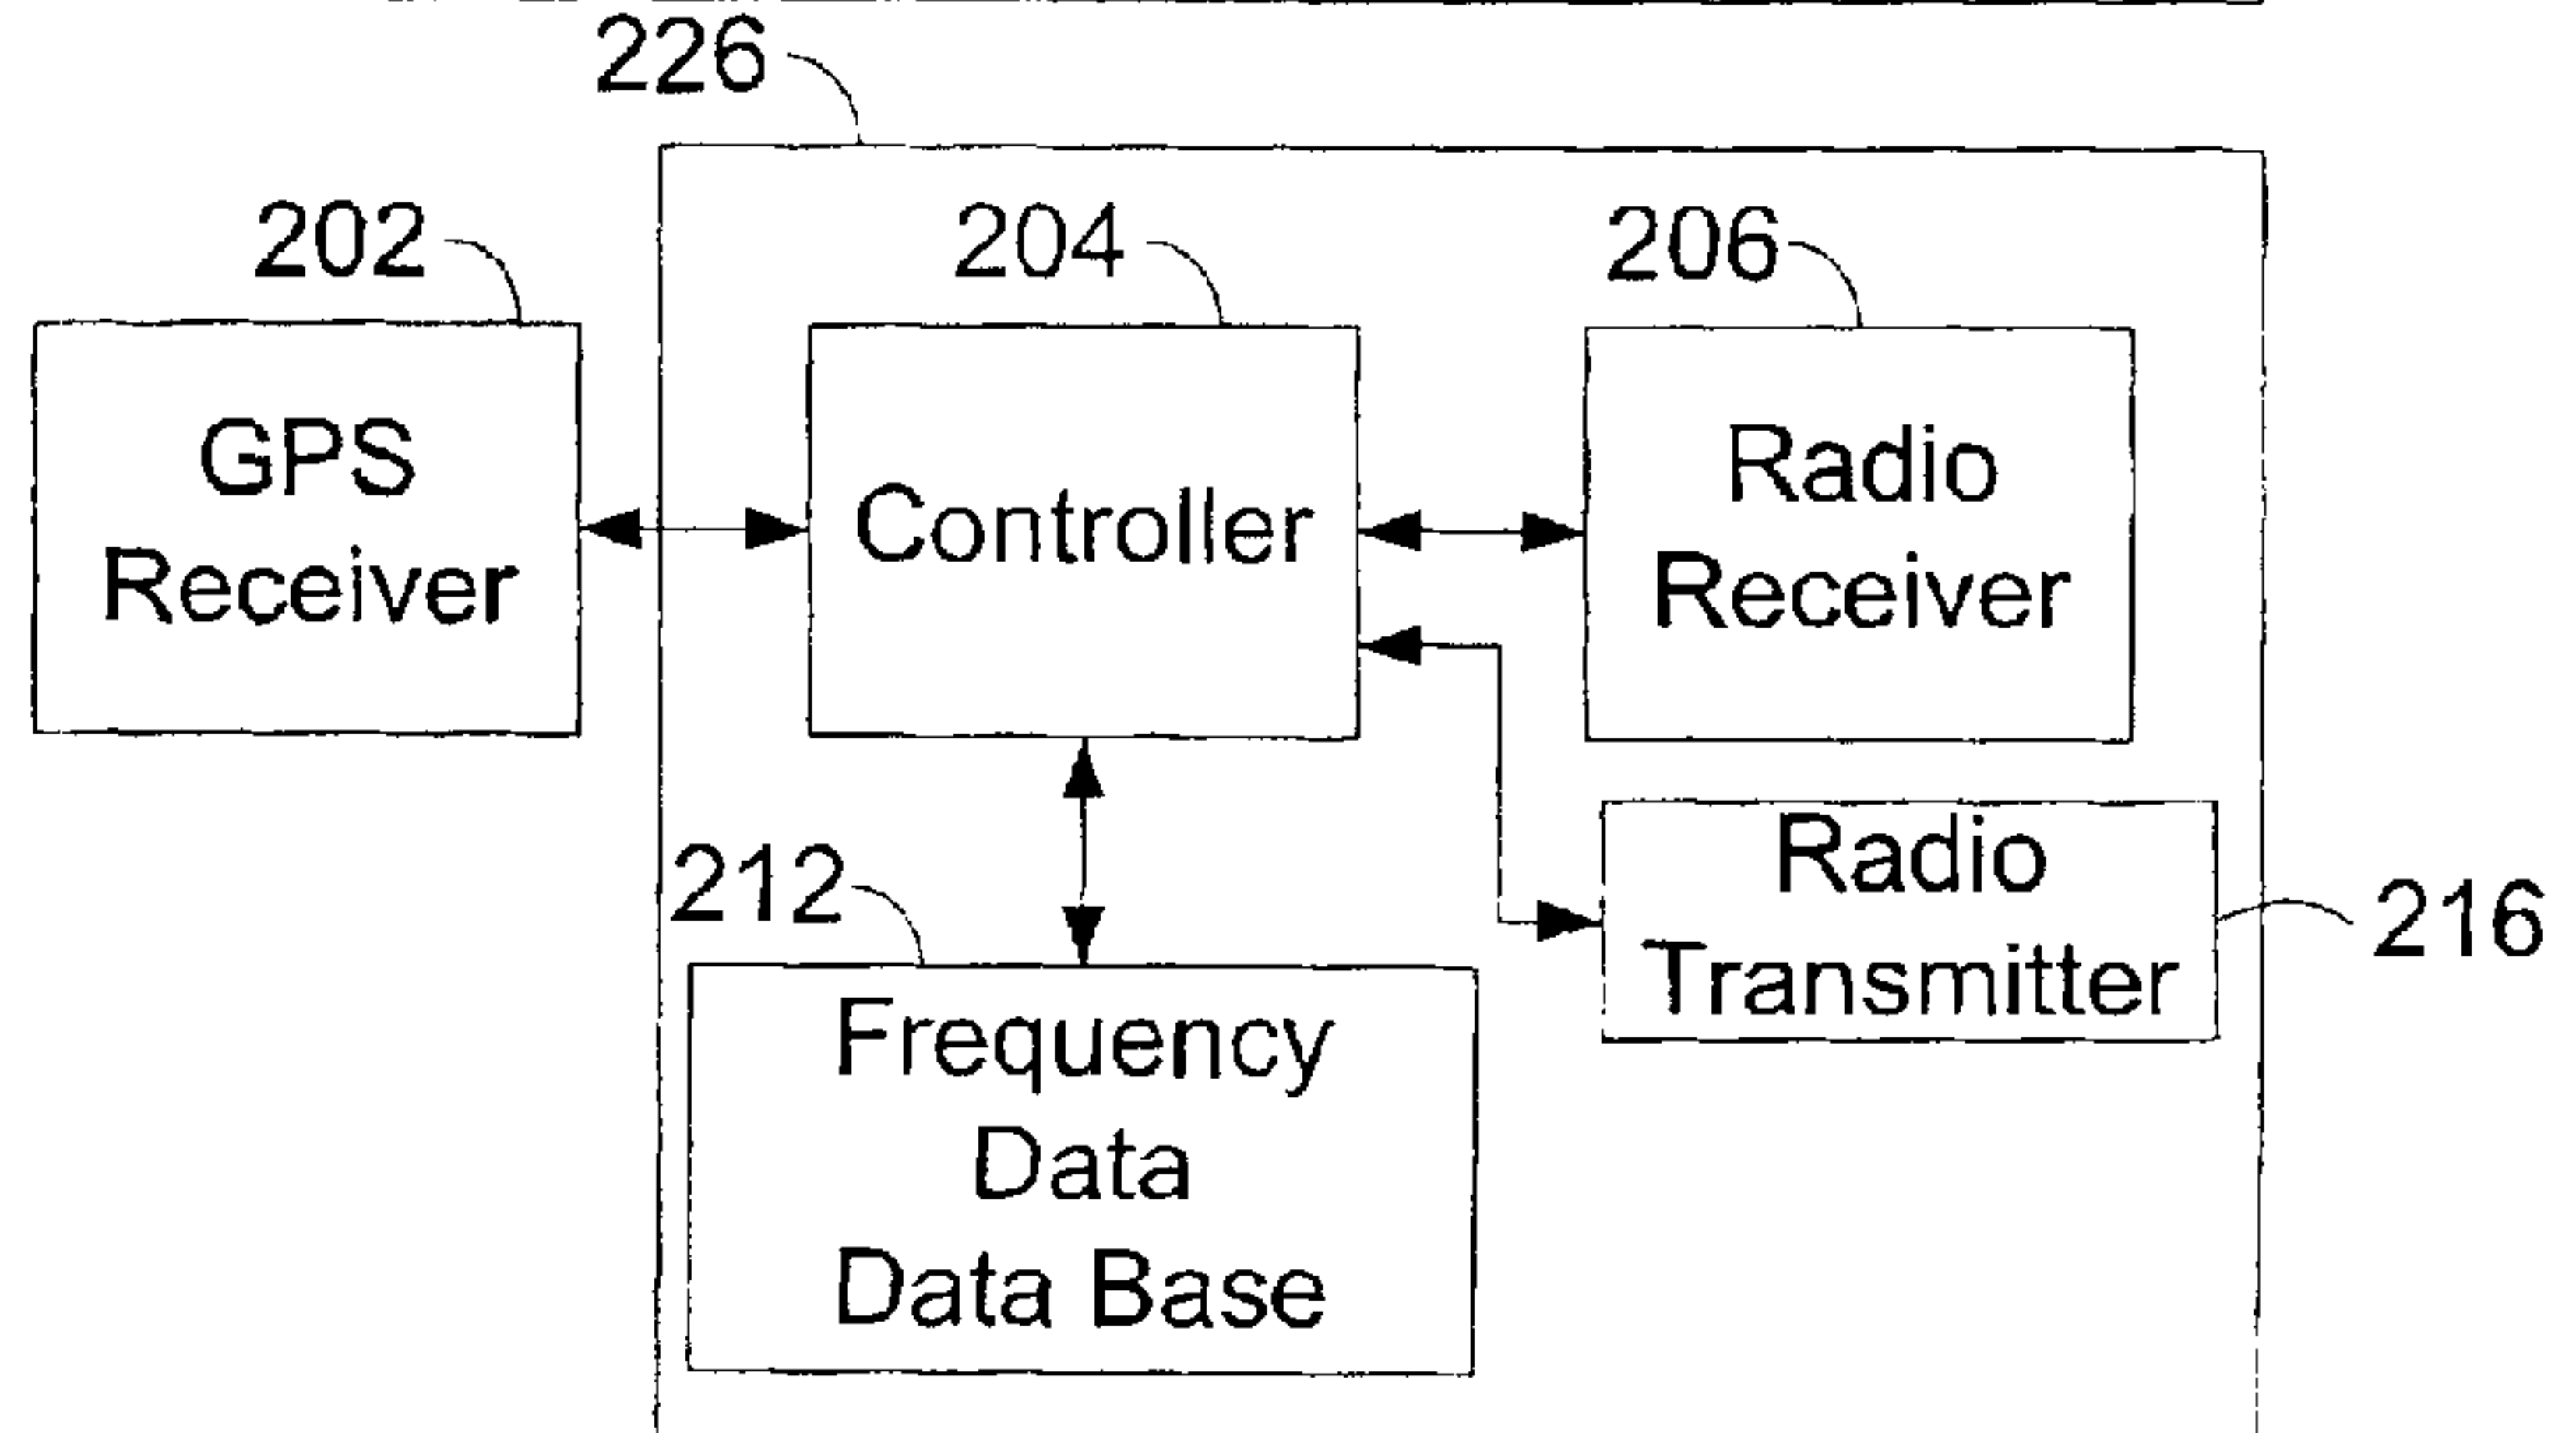 226
202
204
206
GPS
Receiver
Controller
Radio
Receiver
212
Radio
Transmitter
216
Frequency
Data
Data Base